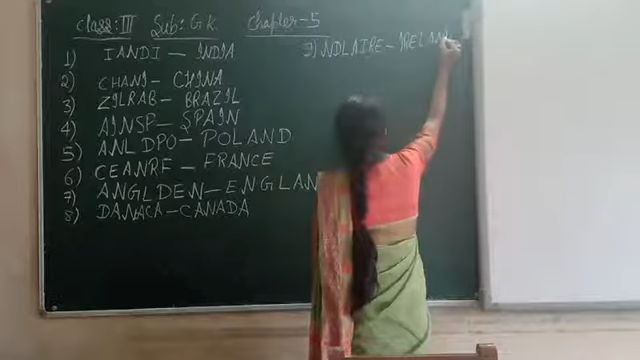 Class: III Sub: G.K Chapter-5
1) IANDI — INDIA
2) CHANI — CHINA
3) ZILRAB — BRAZIL
4) AINSP — SPAIN
5) ANLDPO — POLAND
6) CEANRF — FRANCE
7) ANGLDEN — ENGLAN
8) DANACA — CANADA
9) NDLAIRE — IRELAN